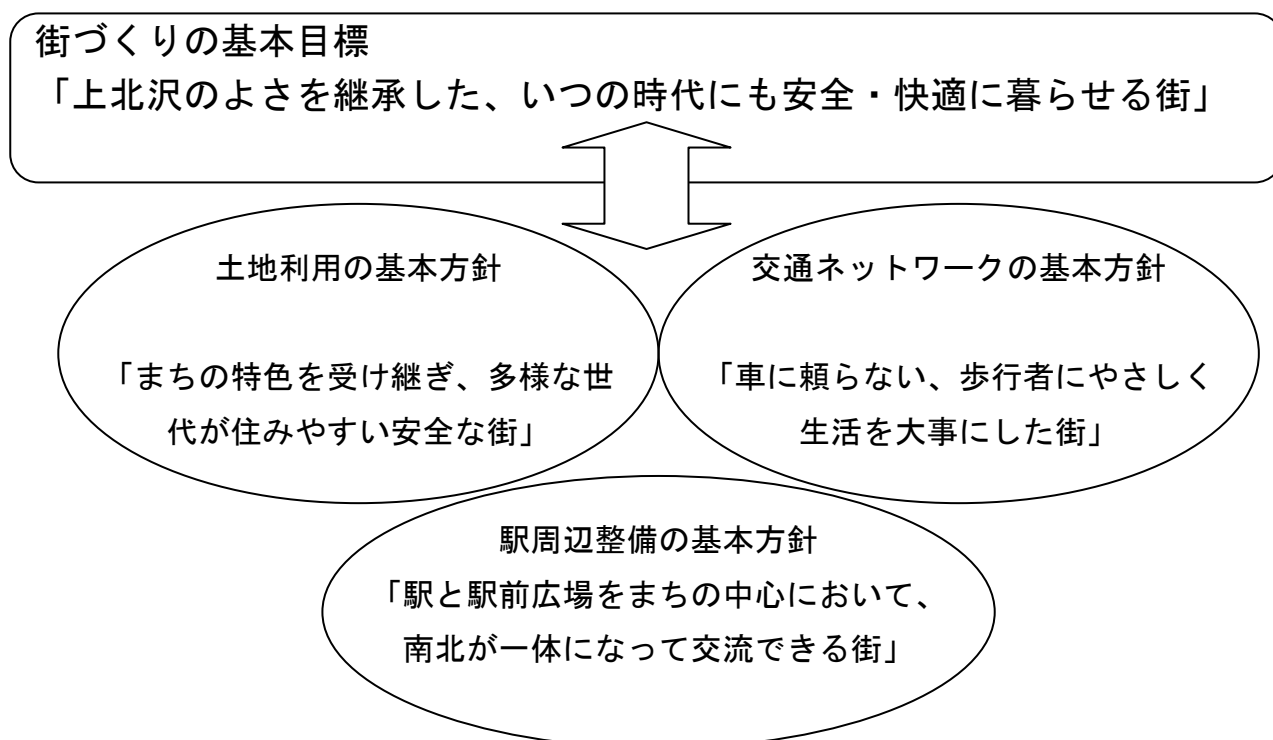 街づくりの基本目標
「上北沢のよさを継承した、いつの時代にも安全・快適に暮らせる街」
土地利用の基本方針
「まちの特色を受け継ぎ、多様な世
代が住みやすい安全な街」
交通ネットワークの基本方針
「車に頼らない、歩行者にやさしく
生活を大事にした街」
駅周辺整備の基本方針
「駅と駅前広場をまちの中心において、
南北が一体になって交流できる街」